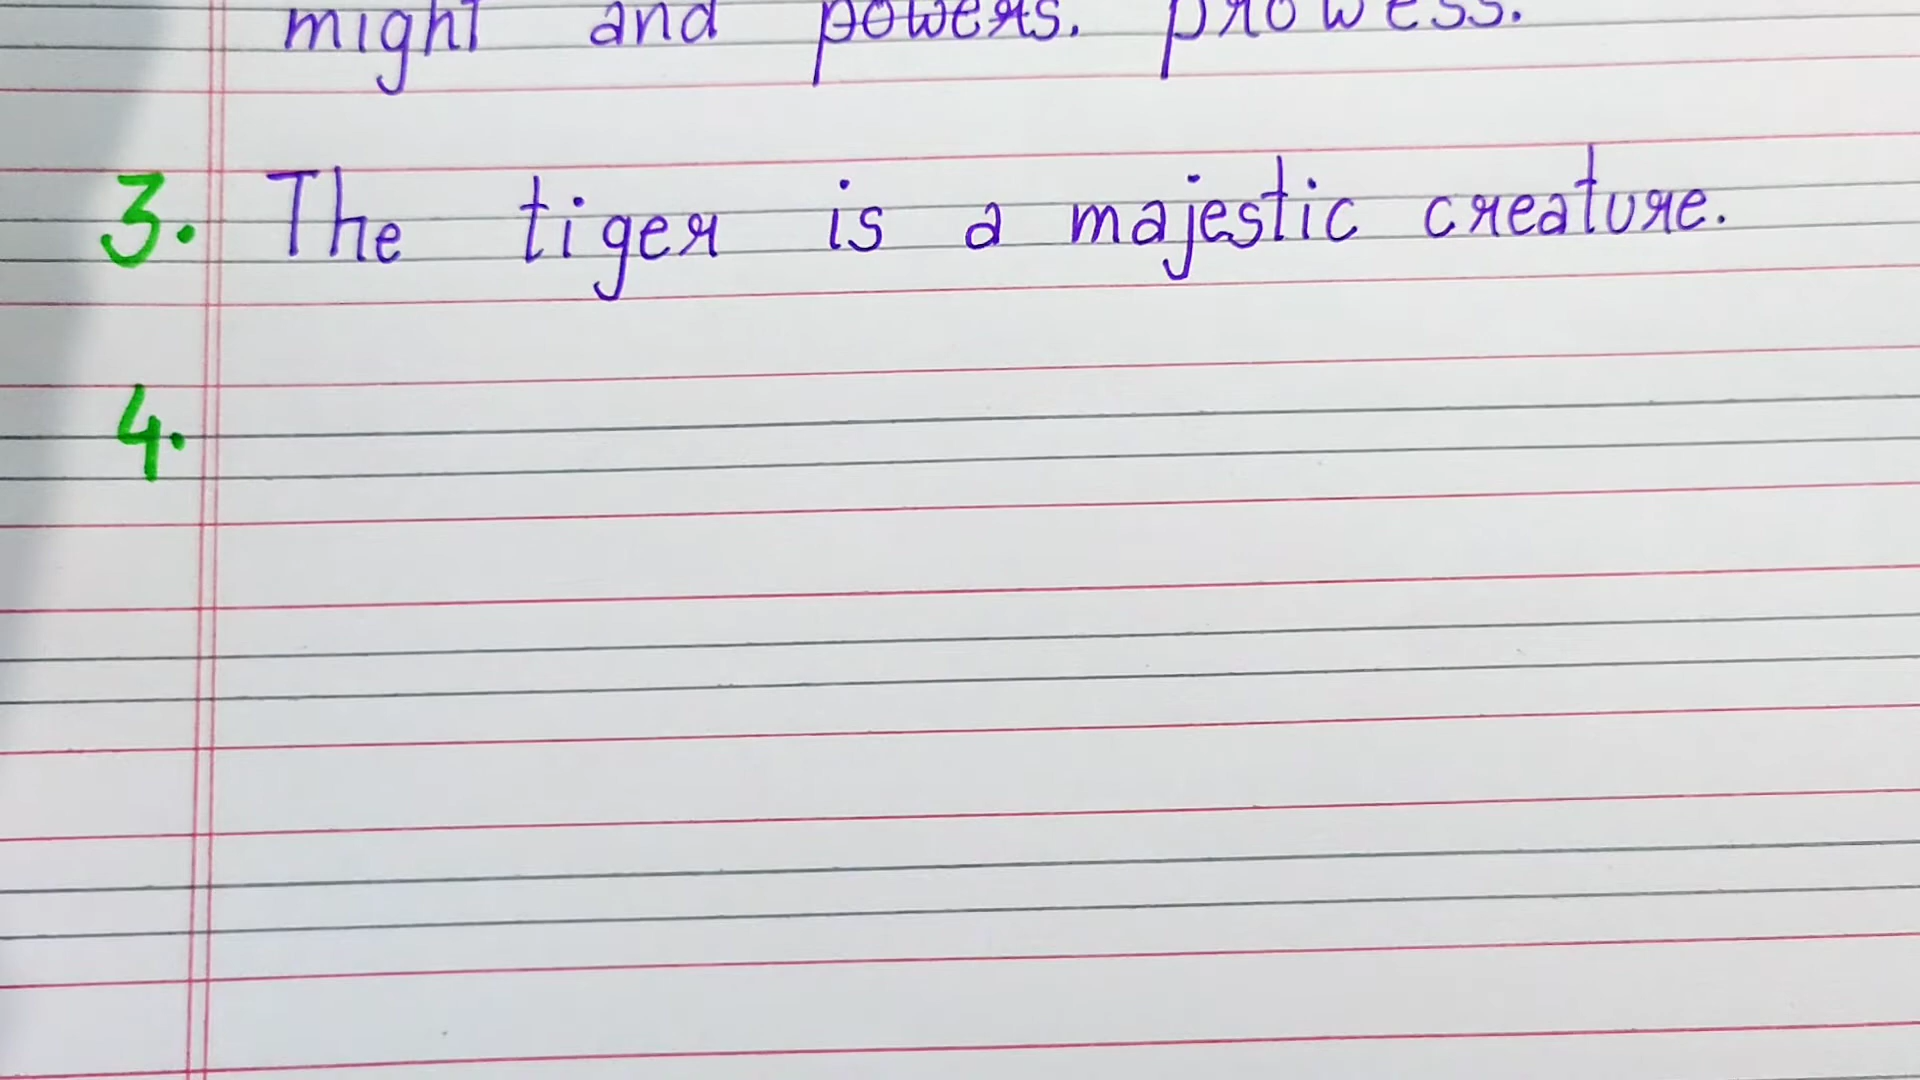 might and powers. prowess.
3. The tiger is a majestic creature.
4.